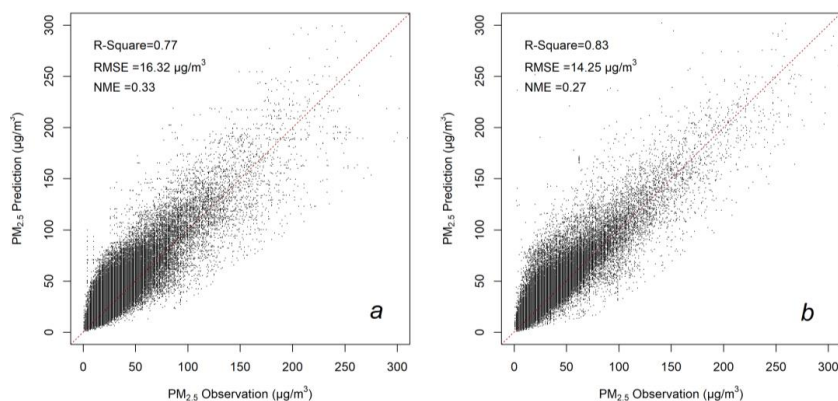 R-Square=0.77
RMSE =16.32 µg/m³
NME =0.33
300
250
200
150
100
50
0
PM₂.₅ Prediction (µg/m³)
0 50 100 150 200 250 300
PM₂.₅ Observation (µg/m³)
a
R-Square=0.83
RMSE =14.25 µg/m³
NME =0.27
300
250
200
150
100
50
0
PM₂.₅ Prediction (µg/m³)
0 50 100 150 200 250 300
PM₂.₅ Observation (µg/m³)
b